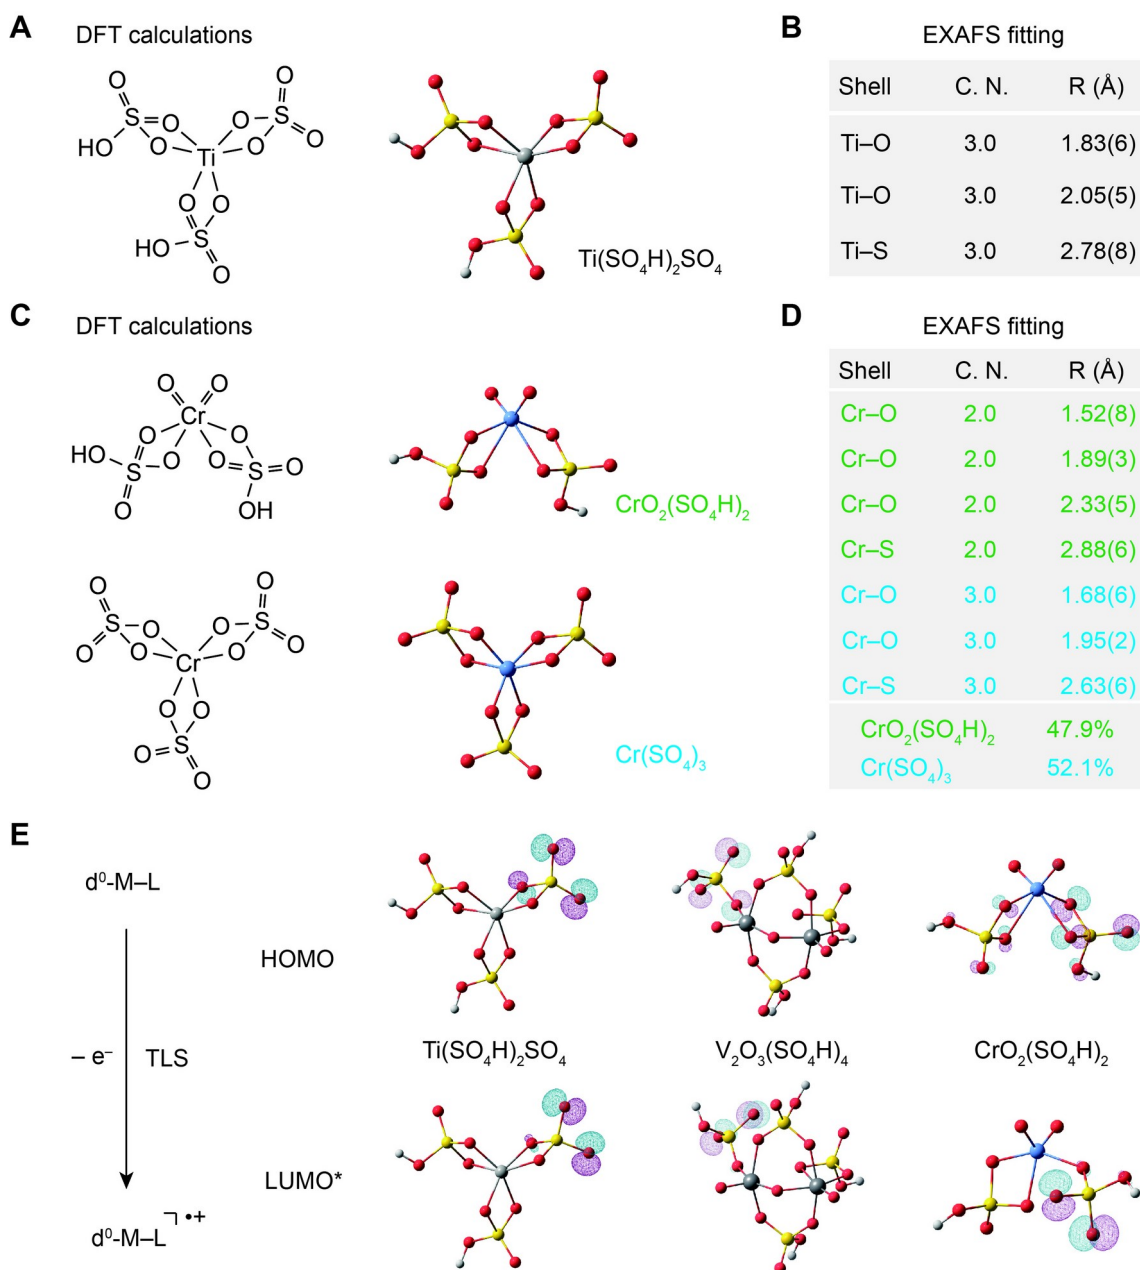 A DFT calculations
O
O
S
O
O
HO
Ti
O
O
S
O
O
O
O
S
HO
O
Ti(SO₄H)₂SO₄
B EXAFS fitting
Shell C. N. R (Å)
Ti–O 3.0 1.83(6)
Ti–O 3.0 2.05(5)
Ti–S 3.0 2.78(8)
C DFT calculations
O O
Cr
O
O
HO
S
O
O
O
S
O
OH
CrO₂(SO₄H)₂
O
O
S
O
O
Cr
O
O
S
O
O
O
O
S
O
O
Cr(SO₄)₃
D EXAFS fitting
Shell C. N. R (Å)
Cr–O 2.0 1.52(8)
Cr–O 2.0 1.89(3)
Cr–O 2.0 2.33(5)
Cr–S 2.0 2.88(6)
Cr–O 3.0 1.68(6)
Cr–O 3.0 1.95(2)
Cr–S 3.0 2.63(6)
CrO₂(SO₄H)₂ 47.9%
Cr(SO₄)₃ 52.1%
E
d⁰-M–L
HOMO
– e⁻ TLS
Ti(SO₄H)₂SO₄ V₂O₃(SO₄H)₄ CrO₂(SO₄H)₂
LUMO*
d⁰-M–L ⌝•+